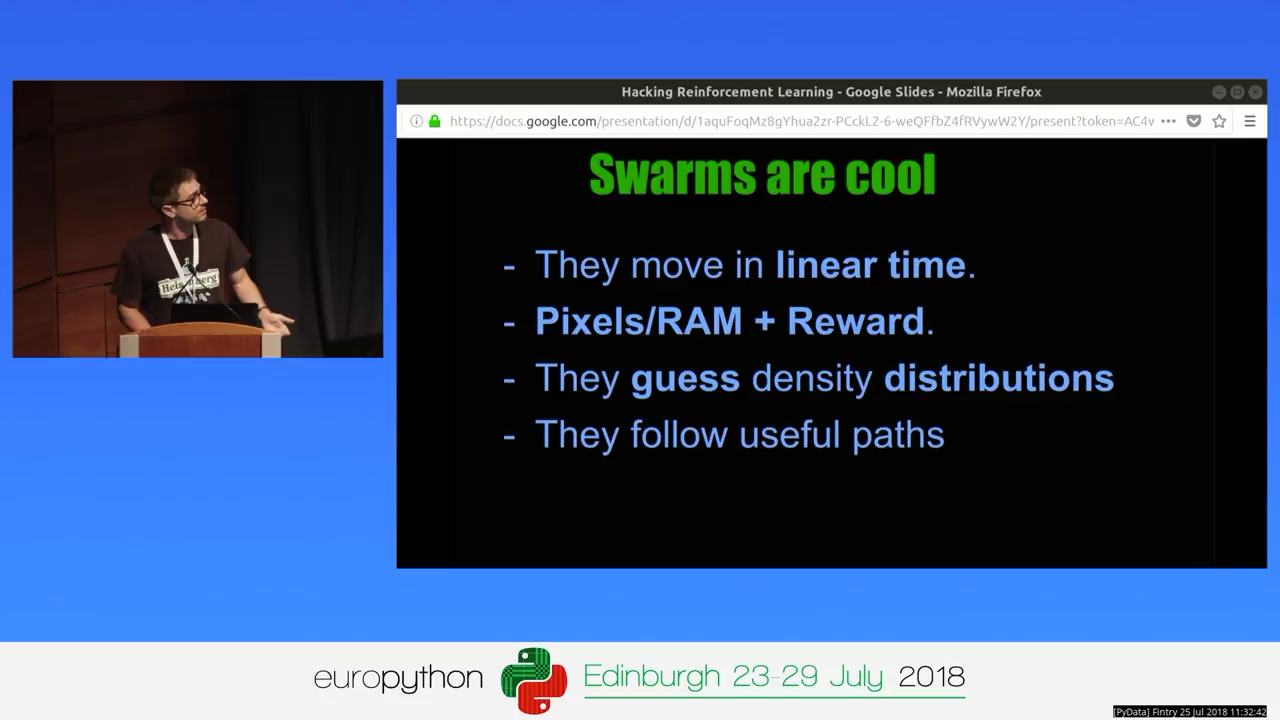 Hacking Reinforcement Learning - Google Slides - Mozilla Firefox
https://docs.google.com/presentation/d/1aquFoqMz8gYhua2zr-PCckL2-6-weQFfbZ4fRVywW2Y/present?token=AC4v
Swarms are cool
- They move in linear time.
- Pixels/RAM + Reward.
- They guess density distributions
- They follow useful paths
europython Edinburgh 23-29 July 2018
[PyData] Fintry 25 Jul 2018 11:32:42